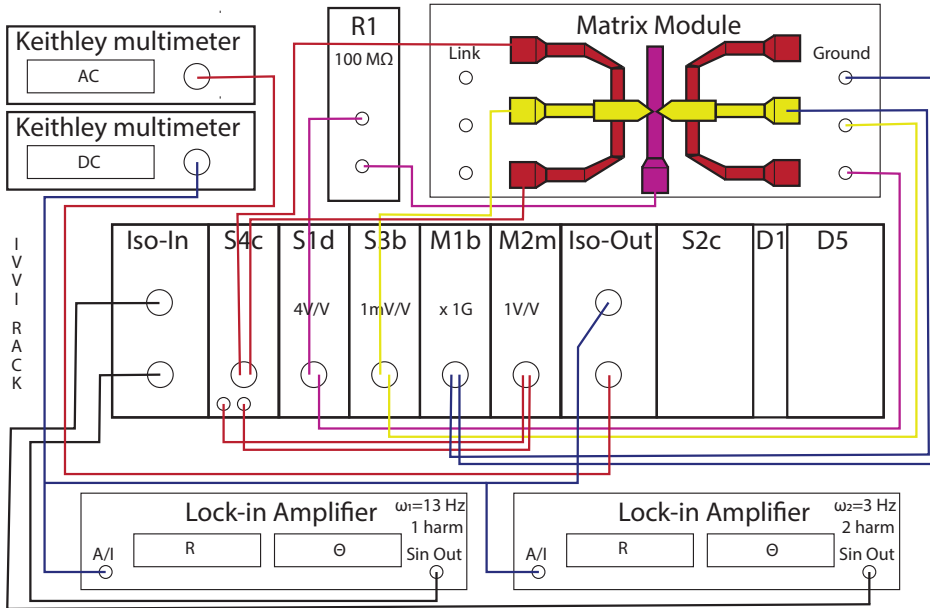 Keithley multimeter
AC
Keithley multimeter
DC
R1
100 MΩ
Matrix Module
Link
Ground
IVVI RACK
Iso-In
S4c
S1d
S3b
M1b
M2m
Iso-Out
S2c
D1
D5
4V/V
1mV/V
x 1G
1V/V
Lock-in Amplifier
ω₁=13 Hz
1 harm
R
Θ
A/I
Sin Out
Lock-in Amplifier
ω₂=3 Hz
2 harm
R
Θ
A/I
Sin Out